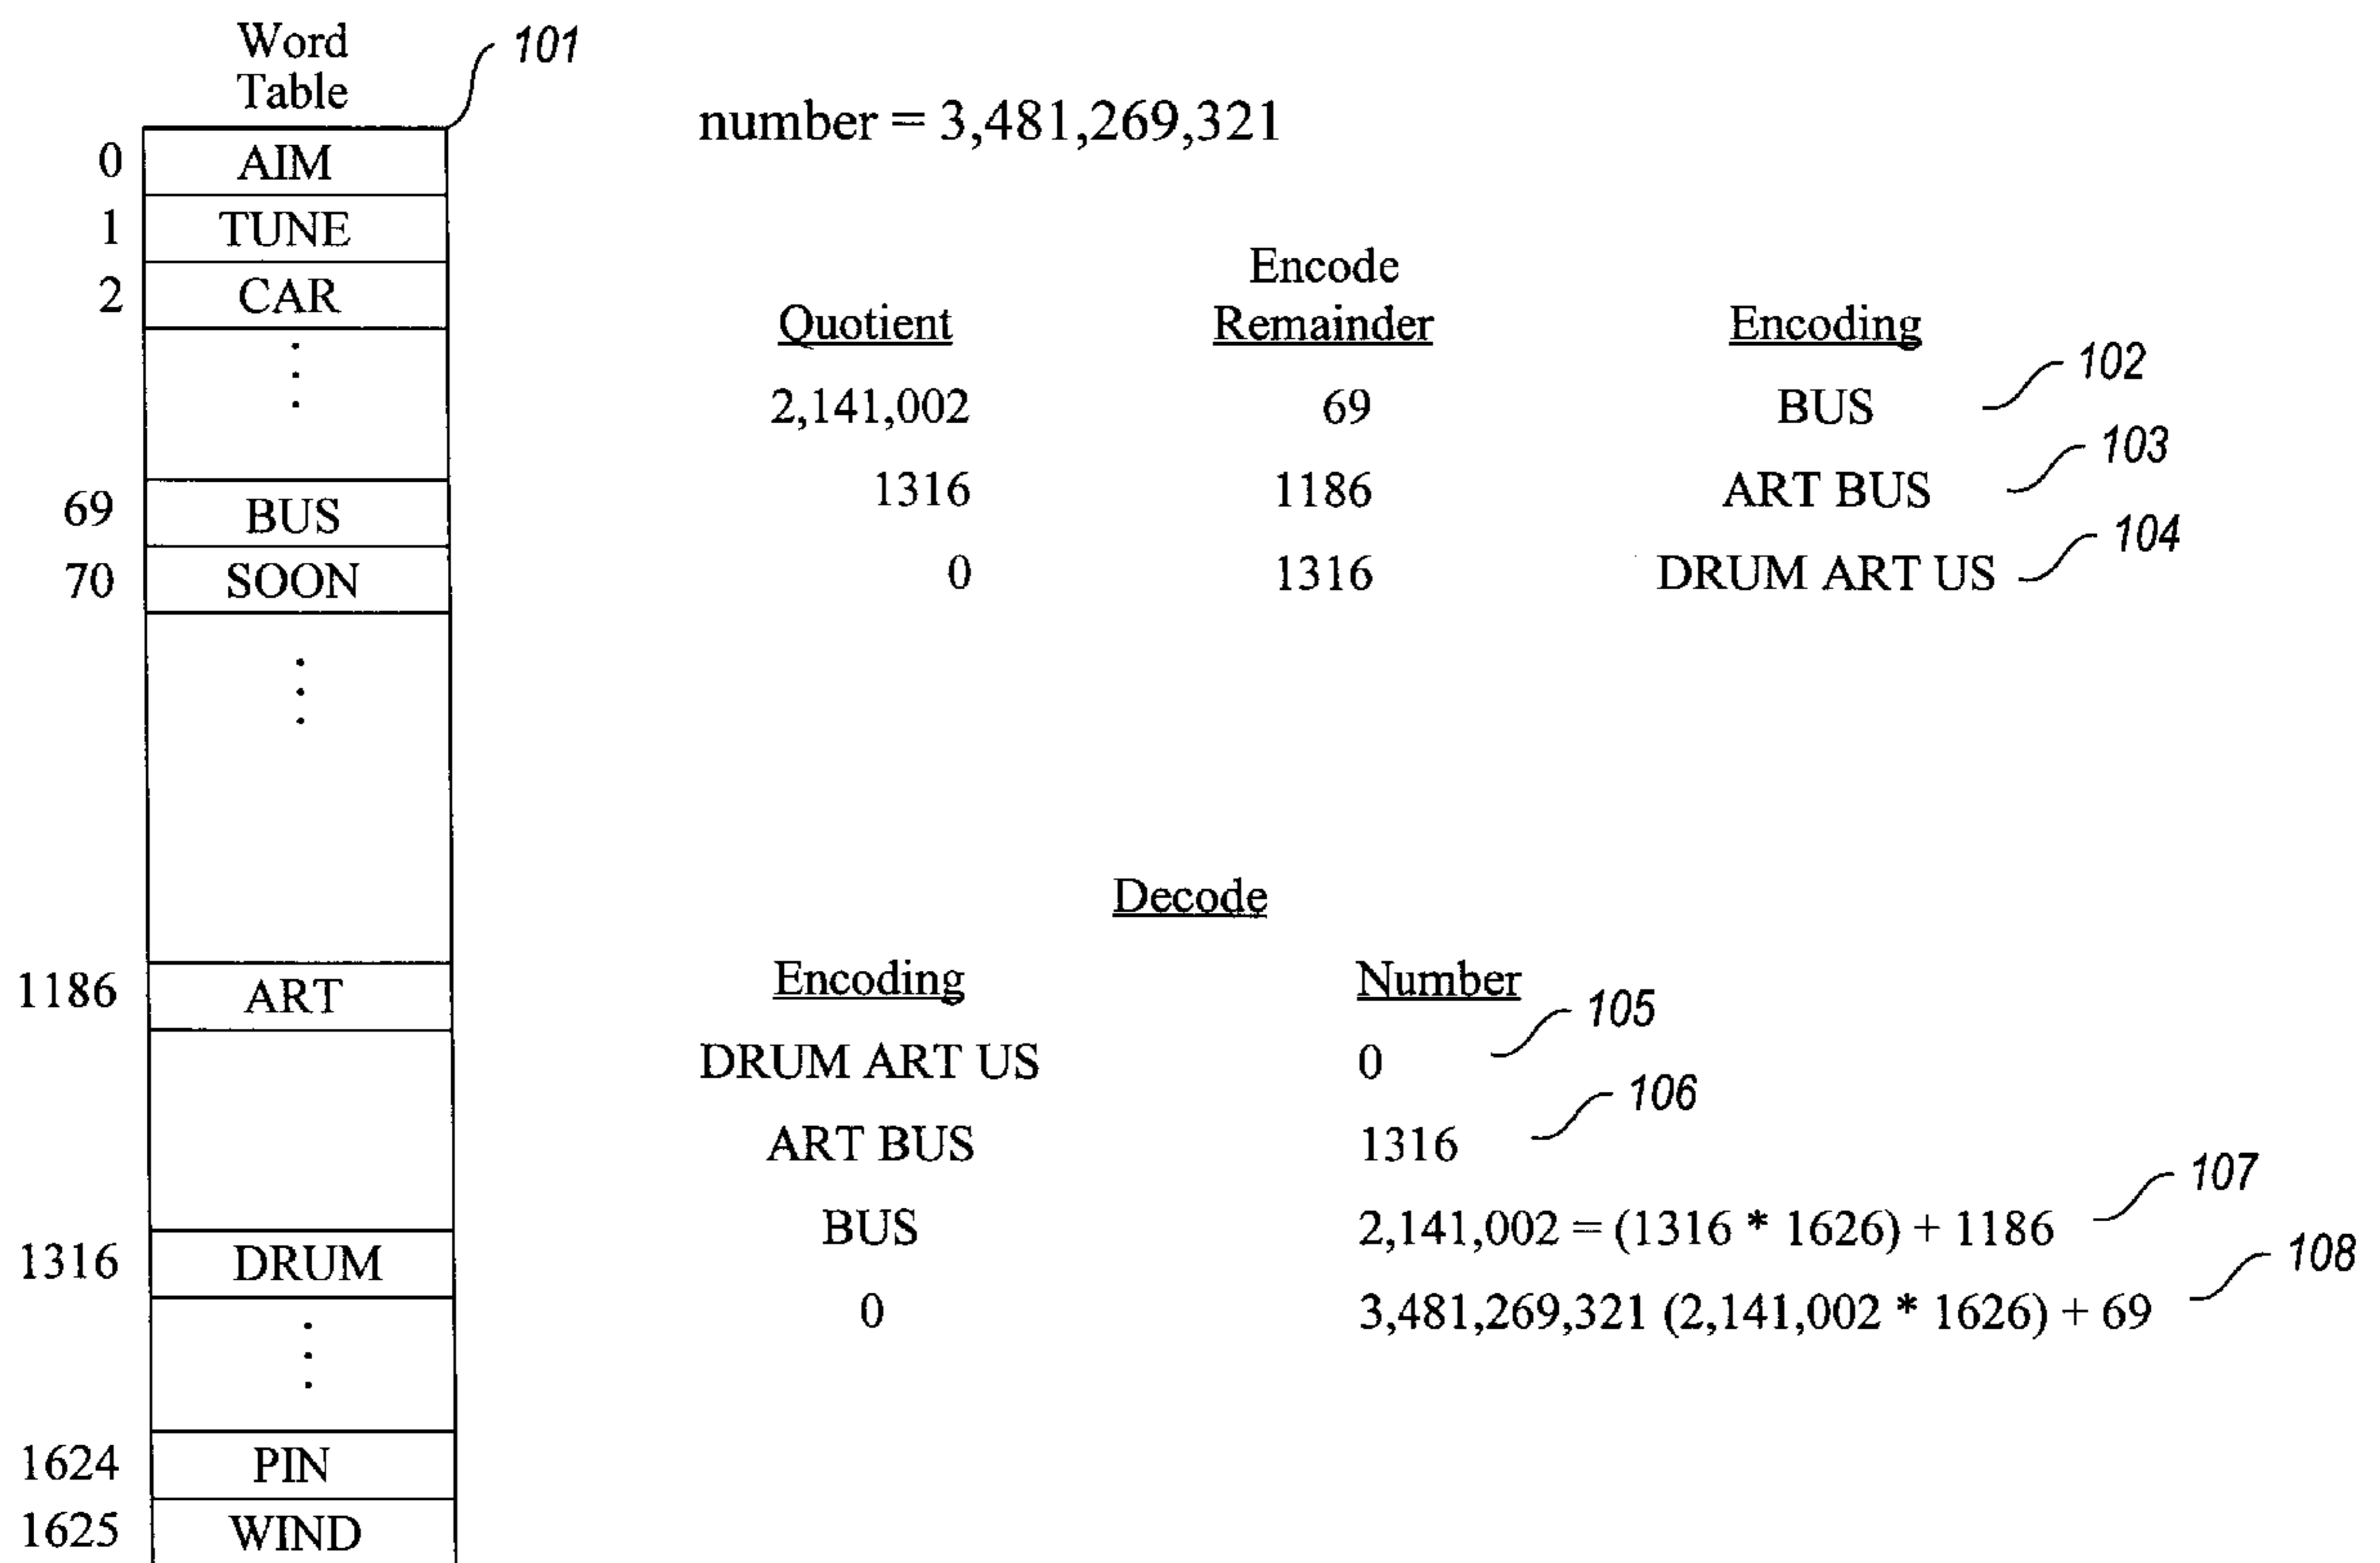 Word
Table
101
0 AIM
1 TUNE
2 CAR
69 BUS
70 SOON
1186 ART
1316 DRUM
1624 PIN
1625 WIND
number = 3,481,269,321
Encode
Quotient Remainder Encoding
2,141,002 69 BUS 102
1316 1186 ART BUS 103
0 1316 DRUM ART US 104
Decode
Encoding Number
DRUM ART US 0 105
ART BUS 1316 106
BUS 2,141,002 = (1316 * 1626) + 1186 107
0 3,481,269,321 (2,141,002 * 1626) + 69 108